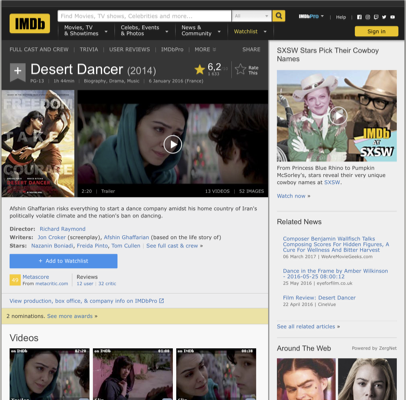 IMDb
Find Movies, TV shows, Celebrities and more...
All
IMDbPro
Help
Movies, TV
& Showtimes
Celebs, Events
& Photos
News &
Community
Watchlist
Sign in
FULL CAST AND CREW | TRIVIA | USER REVIEWS | IMDbPro | MORE
SHARE
Desert Dancer (2014)
6,2
Rate
This
PG-13 | 1h 44min | Biography, Drama, Music | 6 January 2016 (France)
FREEDOM
FATE
COURAGE
DESERT DANCER
2:20 | Trailer
13 VIDEOS | 52 IMAGES
Afshin Ghaffarian risks everything to start a dance company amidst his home country of Iran's
politically volatile climate and the nation's ban on dancing.
Director: Richard Raymond
Writers: Jon Croker (screenplay), Afshin Ghaffarian (based on the life story of)
Stars: Nazanin Boniadi, Freida Pinto, Tom Cullen | See full cast & crew »
+ Add to Watchlist
Metascore
From metacritic.com
Reviews
12 user | 32 critic
View production, box office, & company info on IMDbPro
2 nominations. See more awards »
Videos
SXSW Stars Pick Their Cowboy
Names
IMDb
at
SXSW
From Princess Blue Rhino to Pumpkin
McSorley's, stars reveal their very unique
cowboy names at SXSW.
Watch now »
Related News
Composer Benjamin Wallfisch Talks
Composing Scores For Hidden Figures, A
Cure For Wellness And Bitter Harvest
06 March 2017 | WeAreMovieGeeks.com
Dance in the Frame by Amber Wilkinson
- 2016-05-25 08:00:12
25 May 2016 | eyeforfilm.co.uk
Film Review: Desert Dancer
22 April 2016 | CineVue
See all related articles »
Around The Web
Powered by ZergNet